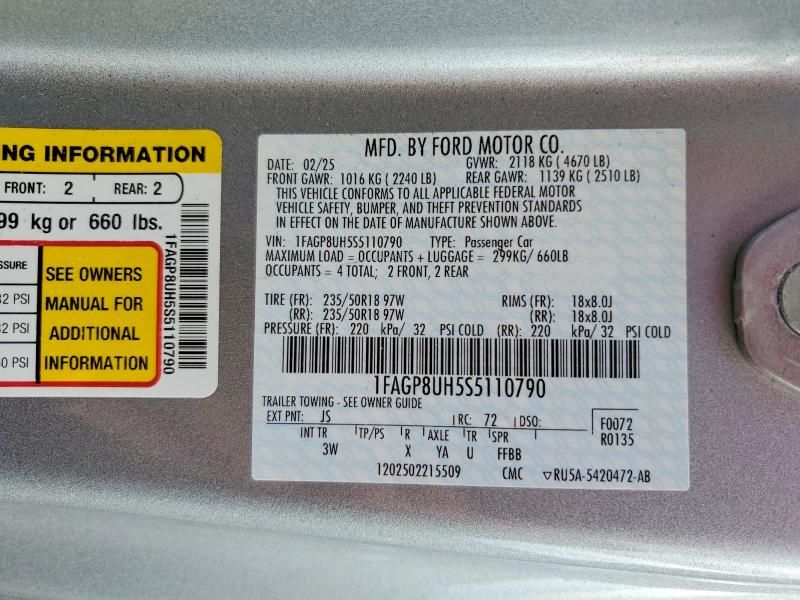 NG INFORMATION
FRONT: 2 REAR: 2
99 kg or 660 lbs.
SSURE
32 PSI
32 PSI
60 PSI
SEE OWNERS
MANUAL FOR
ADDITIONAL
INFORMATION
1FAGP8UH5S5110790
MFD. BY FORD MOTOR CO.
DATE: 02/25 GVWR: 2118 KG ( 4670 LB)
FRONT GAWR: 1016 KG ( 2240 LB) REAR GAWR: 1139 KG ( 2510 LB)
THIS VEHICLE CONFORMS TO ALL APPLICABLE FEDERAL MOTOR
VEHICLE SAFETY, BUMPER, AND THEFT PREVENTION STANDARDS
IN EFFECT ON THE DATE OF MANUFACTURE SHOWN ABOVE.
VIN: 1FAGP8UH5S5110790 TYPE: Passenger Car
MAXIMUM LOAD = OCCUPANTS + LUGGAGE = 299KG/ 660LB
OCCUPANTS = 4 TOTAL; 2 FRONT, 2 REAR
TIRE (FR): 235/50R18 97W RIMS (FR): 18x8.0J
(RR): 235/50R18 97W (RR): 18x8.0J
PRESSURE (FR): 220 kPa/ 32 PSI COLD (RR): 220 kPa/ 32 PSI COLD
1FAGP8UH5S5110790
TRAILER TOWING - SEE OWNER GUIDE
EXT PNT: JS RC: 72 DSO: F0072
R0135
INT TR TP/PS R AXLE TR SPR
3W X YA U FFBB
1202502215509 CMC ▽RU5A-5420472-AB